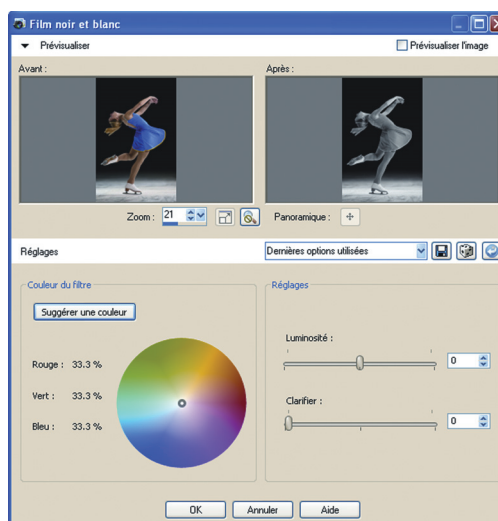 Film noir et blanc
Prévisualiser
Prévisualiser l'image
Avant :
Après :
Zoom : 21
Panoramique :
Réglages
Dernières options utilisées
Couleur du filtre
Réglages
Suggérer une couleur
Luminosité :
Rouge : 33.3 %
0
Vert : 33.3 %
Clarifier :
Bleu : 33.3 %
0
OK
Annuler
Aide